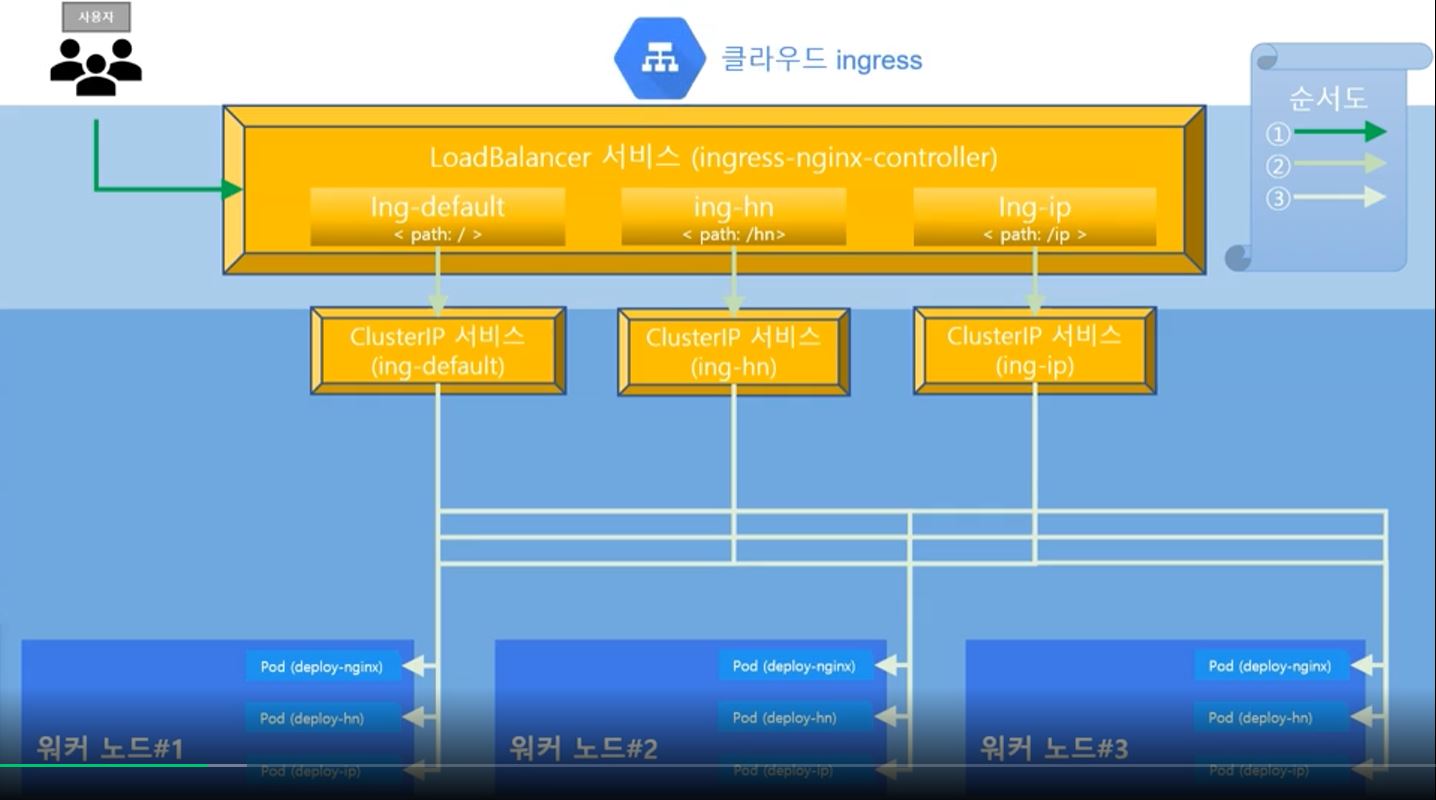 사용자
클라우드 ingress
순서도
①
②
③
LoadBalancer 서비스 (ingress-nginx-controller)
Ing-default
< path: / >
ing-hn
< path: /hn>
Ing-ip
< path: /ip >
ClusterIP 서비스
(ing-default)
ClusterIP 서비스
(ing-hn)
ClusterIP 서비스
(ing-ip)
Pod (deploy-nginx)
Pod (deploy-hn)
워커 노드#1
Pod (deploy-ip)
Pod (deploy-nginx)
Pod (deploy-hn)
워커 노드#2
Pod (deploy-ip)
Pod (deploy-nginx)
Pod (deploy-hn)
워커 노드#3
Pod (deploy-ip)